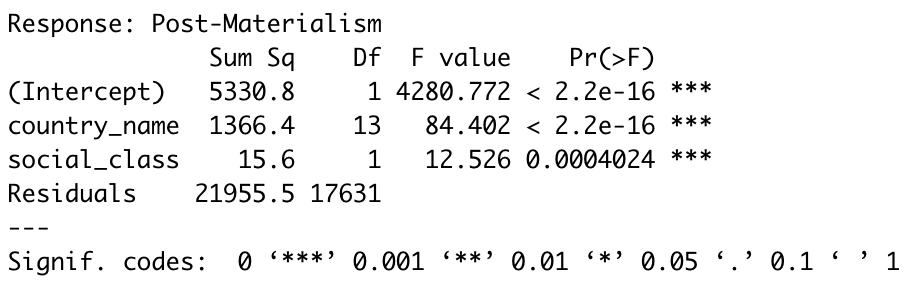 Response: Post-Materialism
Sum Sq Df F value Pr(>F)
(Intercept) 5330.8 1 4280.772 < 2.2e-16 ***
country_name 1366.4 13 84.402 < 2.2e-16 ***
social_class 15.6 1 12.526 0.0004024 ***
Residuals 21955.5 17631
---
Signif. codes: 0 ‘***’ 0.001 ‘**’ 0.01 ‘*’ 0.05 ‘.’ 0.1 ‘ ’ 1